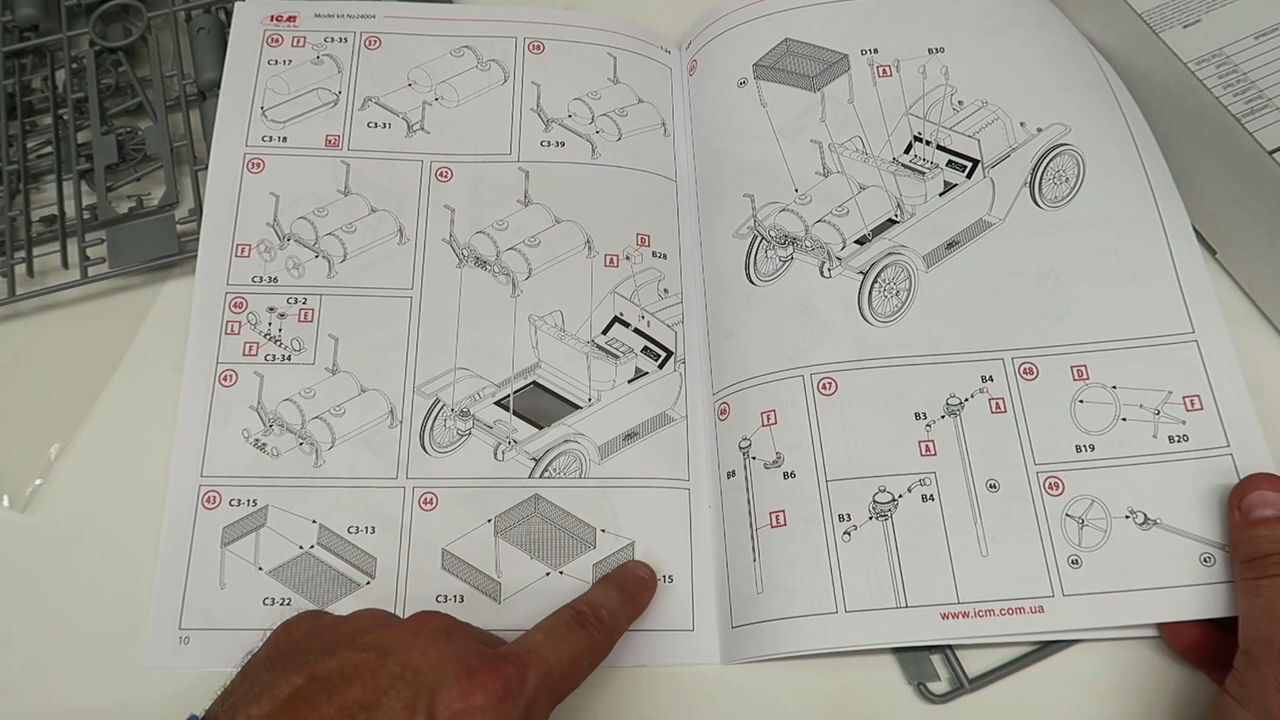 ICM
Model kit No24004
1:24
36
F
C3-35
C3-17
C3-18
x2
37
C3-31
38
C3-39
39
F
C3-36
40
C3-2
L
E
F
C3-34
41
42
D
A
B28
43
C3-15
C3-13
C3-22
44
C3-13
-15
10
44
D18
A
B30
46
F
B8
B6
E
47
B4
B3
A
A
46
B4
B3
48
D
F
B19
B20
49
48
47
www.icm.com.ua